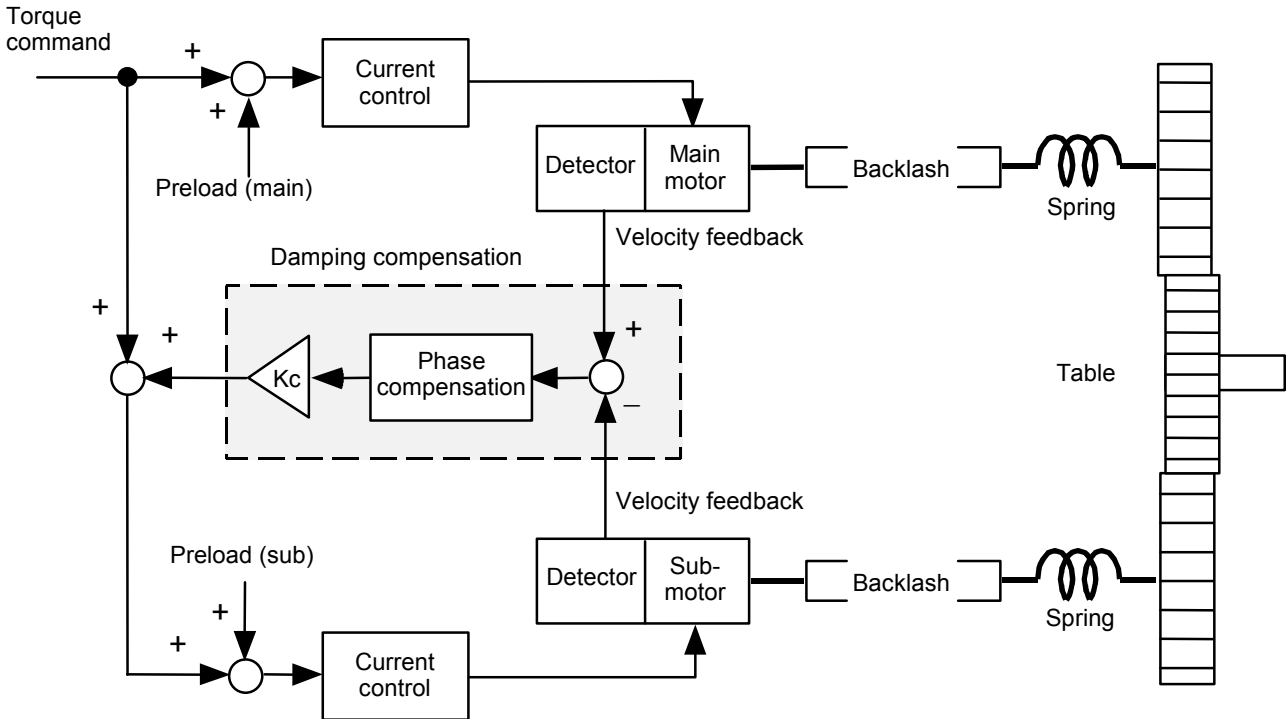 Torque
command
+
+
Current
control
Preload (main)
Detector
Main
motor
Backlash
Spring
Velocity feedback
Damping compensation
+
+
+
Kc
Phase
compensation
–
Table
Velocity feedback
Preload (sub)
+
+
Current
control
Detector
Sub-
motor
Backlash
Spring